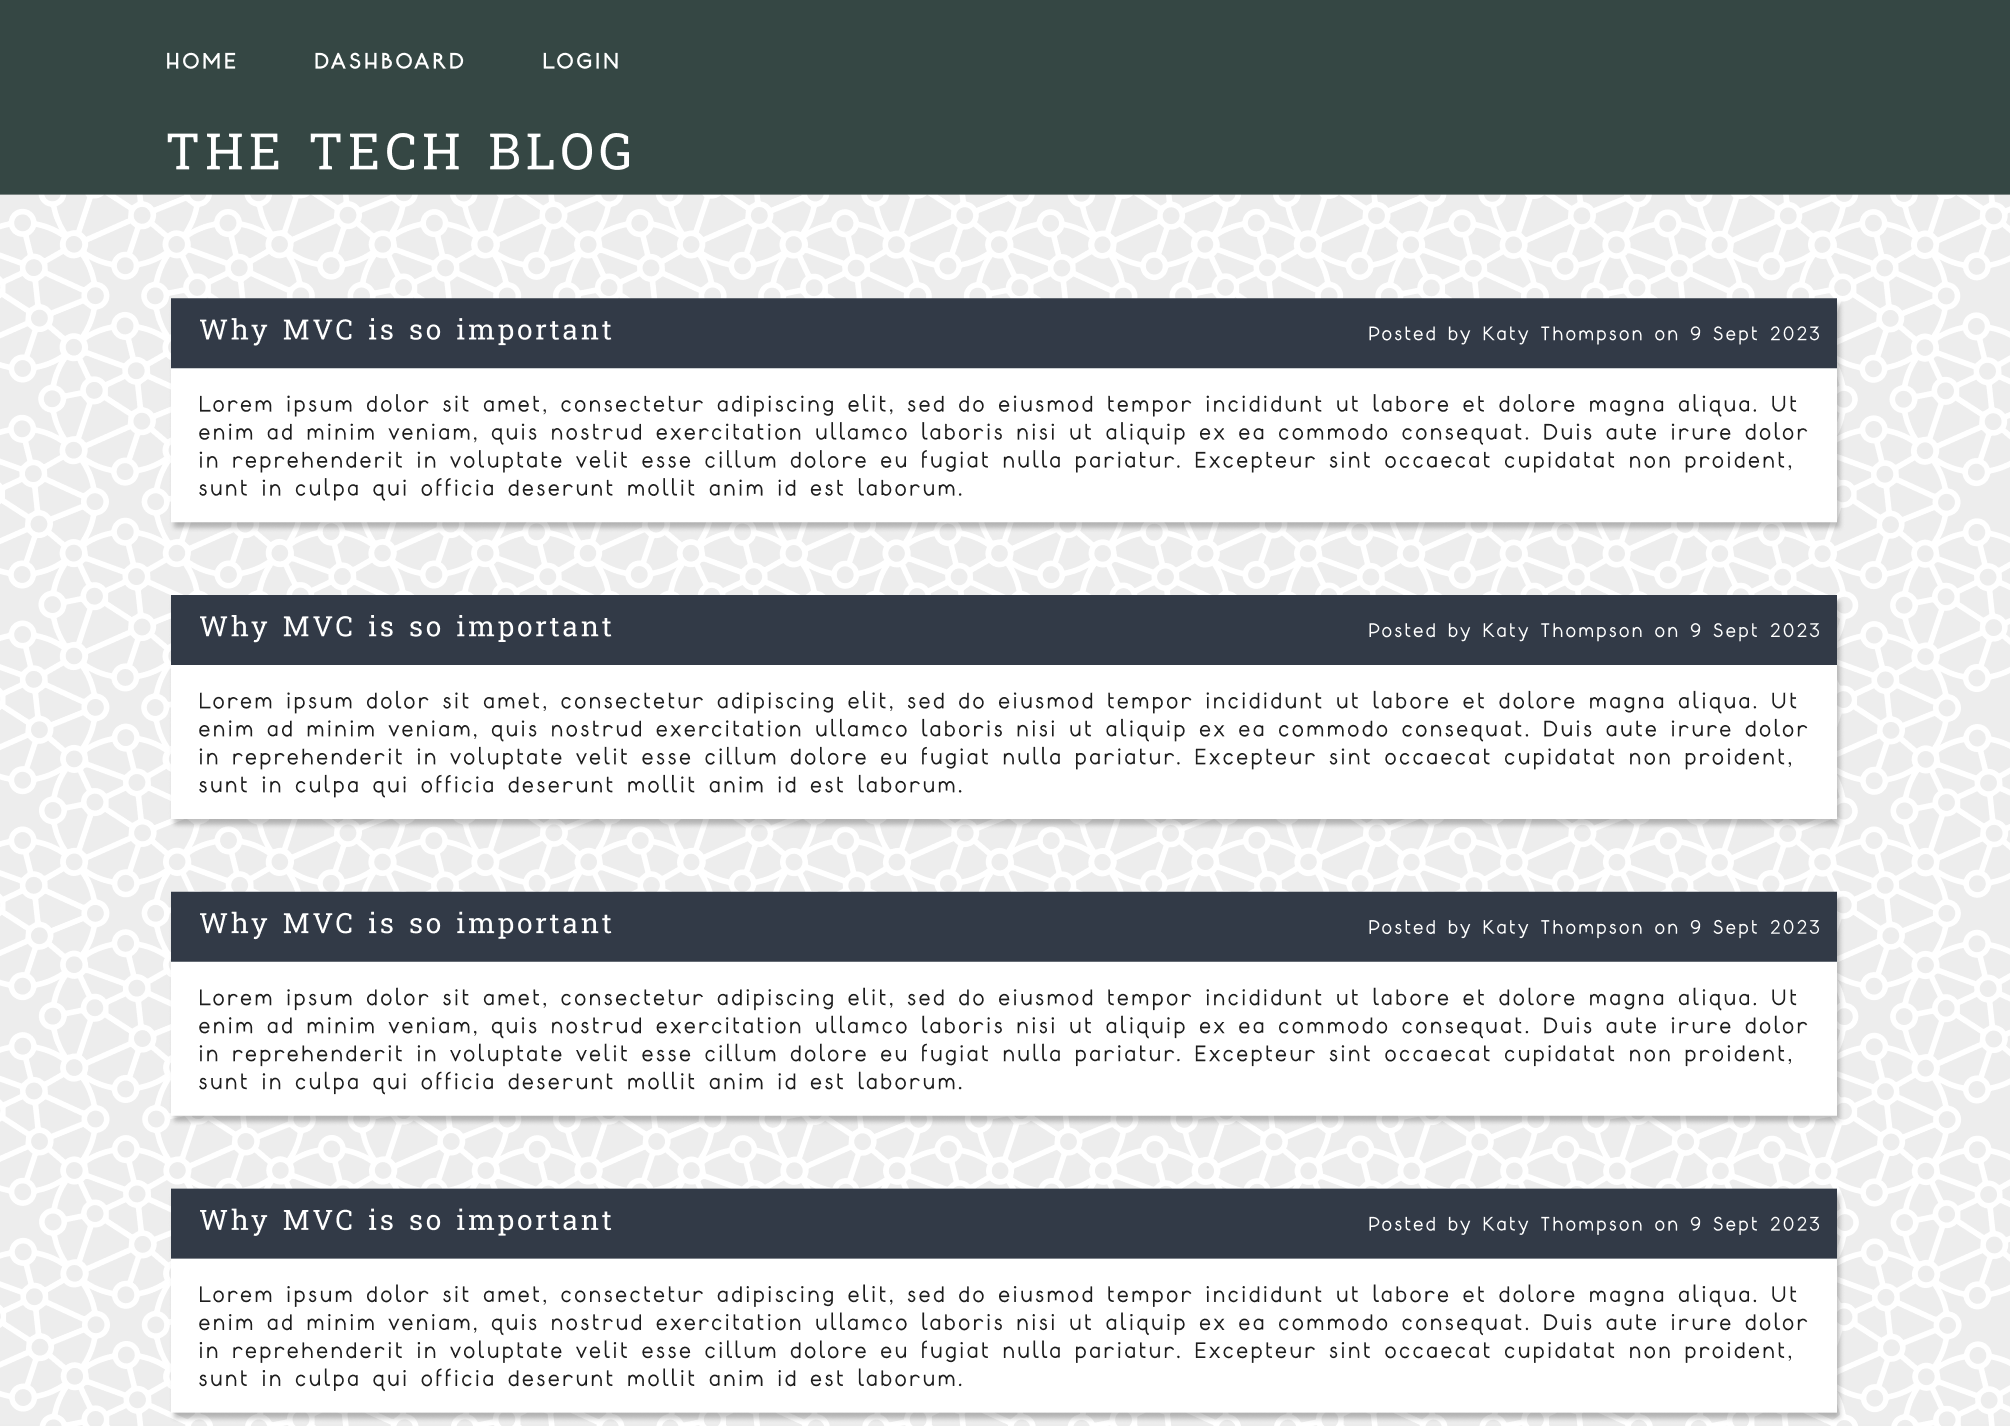 HOME DASHBOARD LOGIN
THE TECH BLOG
Why MVC is so important Posted by Katy Thompson on 9 Sept 2023
Lorem ipsum dolor sit amet, consectetur adipiscing elit, sed do eiusmod tempor incididunt ut labore et dolore magna aliqua. Ut
enim ad minim veniam, quis nostrud exercitation ullamco laboris nisi ut aliquip ex ea commodo consequat. Duis aute irure dolor
in reprehenderit in voluptate velit esse cillum dolore eu fugiat nulla pariatur. Excepteur sint occaecat cupidatat non proident,
sunt in culpa qui officia deserunt mollit anim id est laborum.
Why MVC is so important Posted by Katy Thompson on 9 Sept 2023
Lorem ipsum dolor sit amet, consectetur adipiscing elit, sed do eiusmod tempor incididunt ut labore et dolore magna aliqua. Ut
enim ad minim veniam, quis nostrud exercitation ullamco laboris nisi ut aliquip ex ea commodo consequat. Duis aute irure dolor
in reprehenderit in voluptate velit esse cillum dolore eu fugiat nulla pariatur. Excepteur sint occaecat cupidatat non proident,
sunt in culpa qui officia deserunt mollit anim id est laborum.
Why MVC is so important Posted by Katy Thompson on 9 Sept 2023
Lorem ipsum dolor sit amet, consectetur adipiscing elit, sed do eiusmod tempor incididunt ut labore et dolore magna aliqua. Ut
enim ad minim veniam, quis nostrud exercitation ullamco laboris nisi ut aliquip ex ea commodo consequat. Duis aute irure dolor
in reprehenderit in voluptate velit esse cillum dolore eu fugiat nulla pariatur. Excepteur sint occaecat cupidatat non proident,
sunt in culpa qui officia deserunt mollit anim id est laborum.
Why MVC is so important Posted by Katy Thompson on 9 Sept 2023
Lorem ipsum dolor sit amet, consectetur adipiscing elit, sed do eiusmod tempor incididunt ut labore et dolore magna aliqua. Ut
enim ad minim veniam, quis nostrud exercitation ullamco laboris nisi ut aliquip ex ea commodo consequat. Duis aute irure dolor
in reprehenderit in voluptate velit esse cillum dolore eu fugiat nulla pariatur. Excepteur sint occaecat cupidatat non proident,
sunt in culpa qui officia deserunt mollit anim id est laborum.